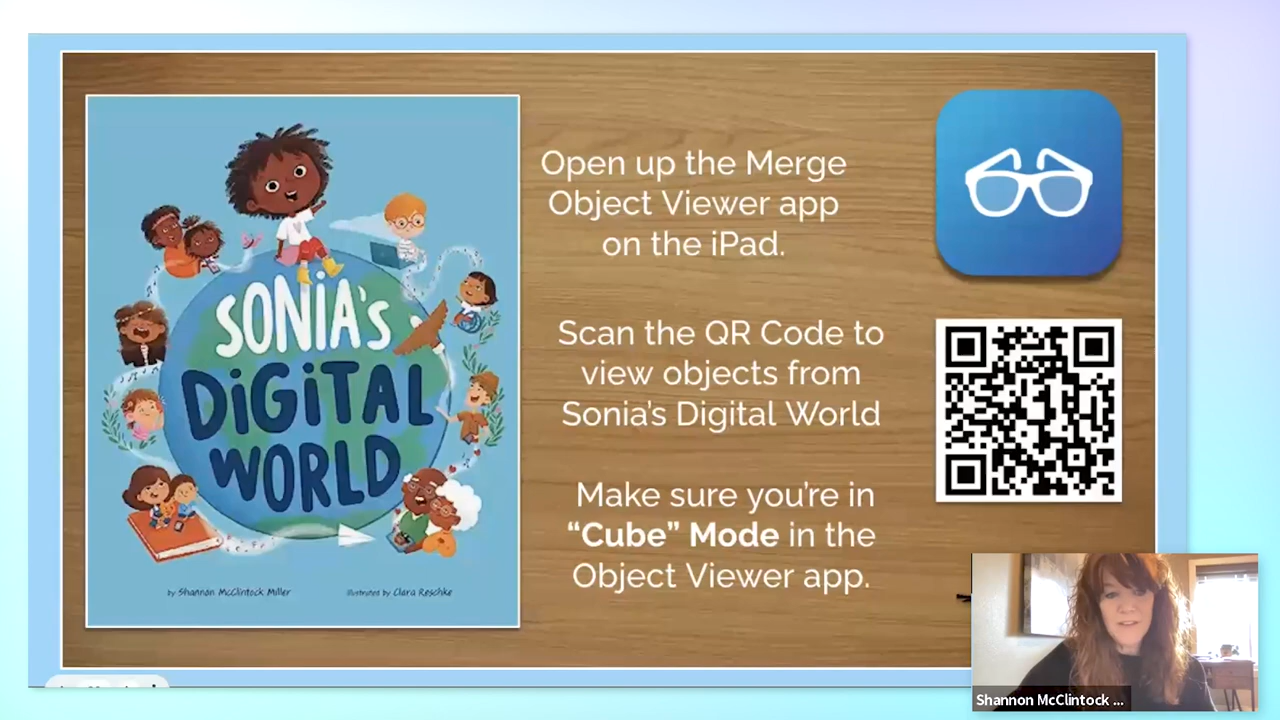 SONiA's
DiGiTAL
WORLD
by Shannon McClintock Miller
illustrated by Clara Reschke
Open up the Merge
Object Viewer app
on the iPad.
Scan the QR Code to
view objects from
Sonia's Digital World
Make sure you're in
“Cube” Mode in the
Object Viewer app.
Shannon McClintock ...